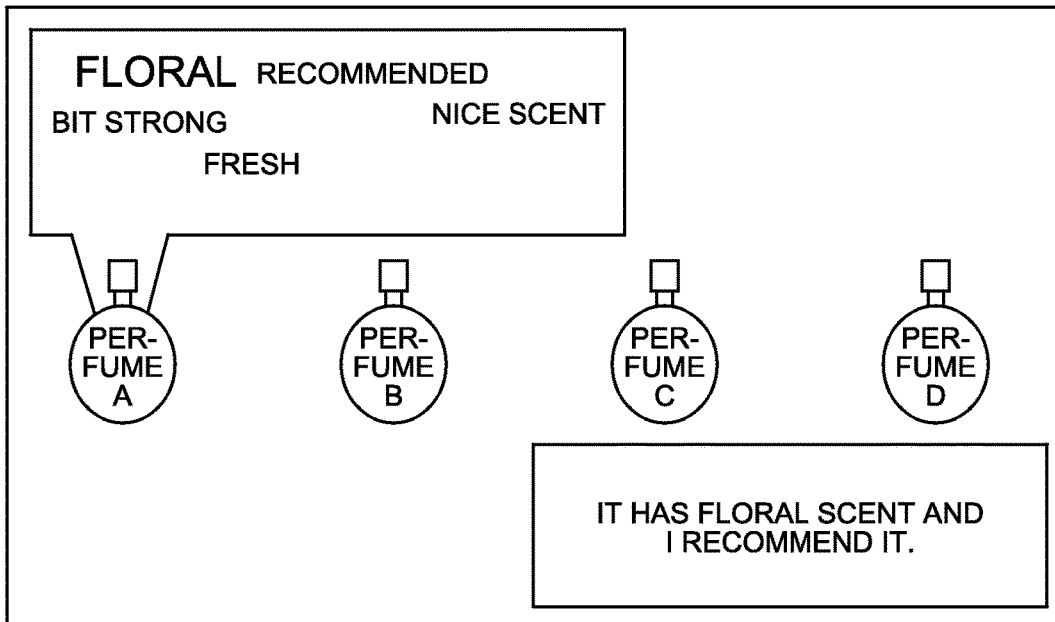 FLORAL RECOMMENDED
BIT STRONG NICE SCENT
FRESH
PER-
FUME
A
PER-
FUME
B
PER-
FUME
C
PER-
FUME
D
IT HAS FLORAL SCENT AND
I RECOMMEND IT.